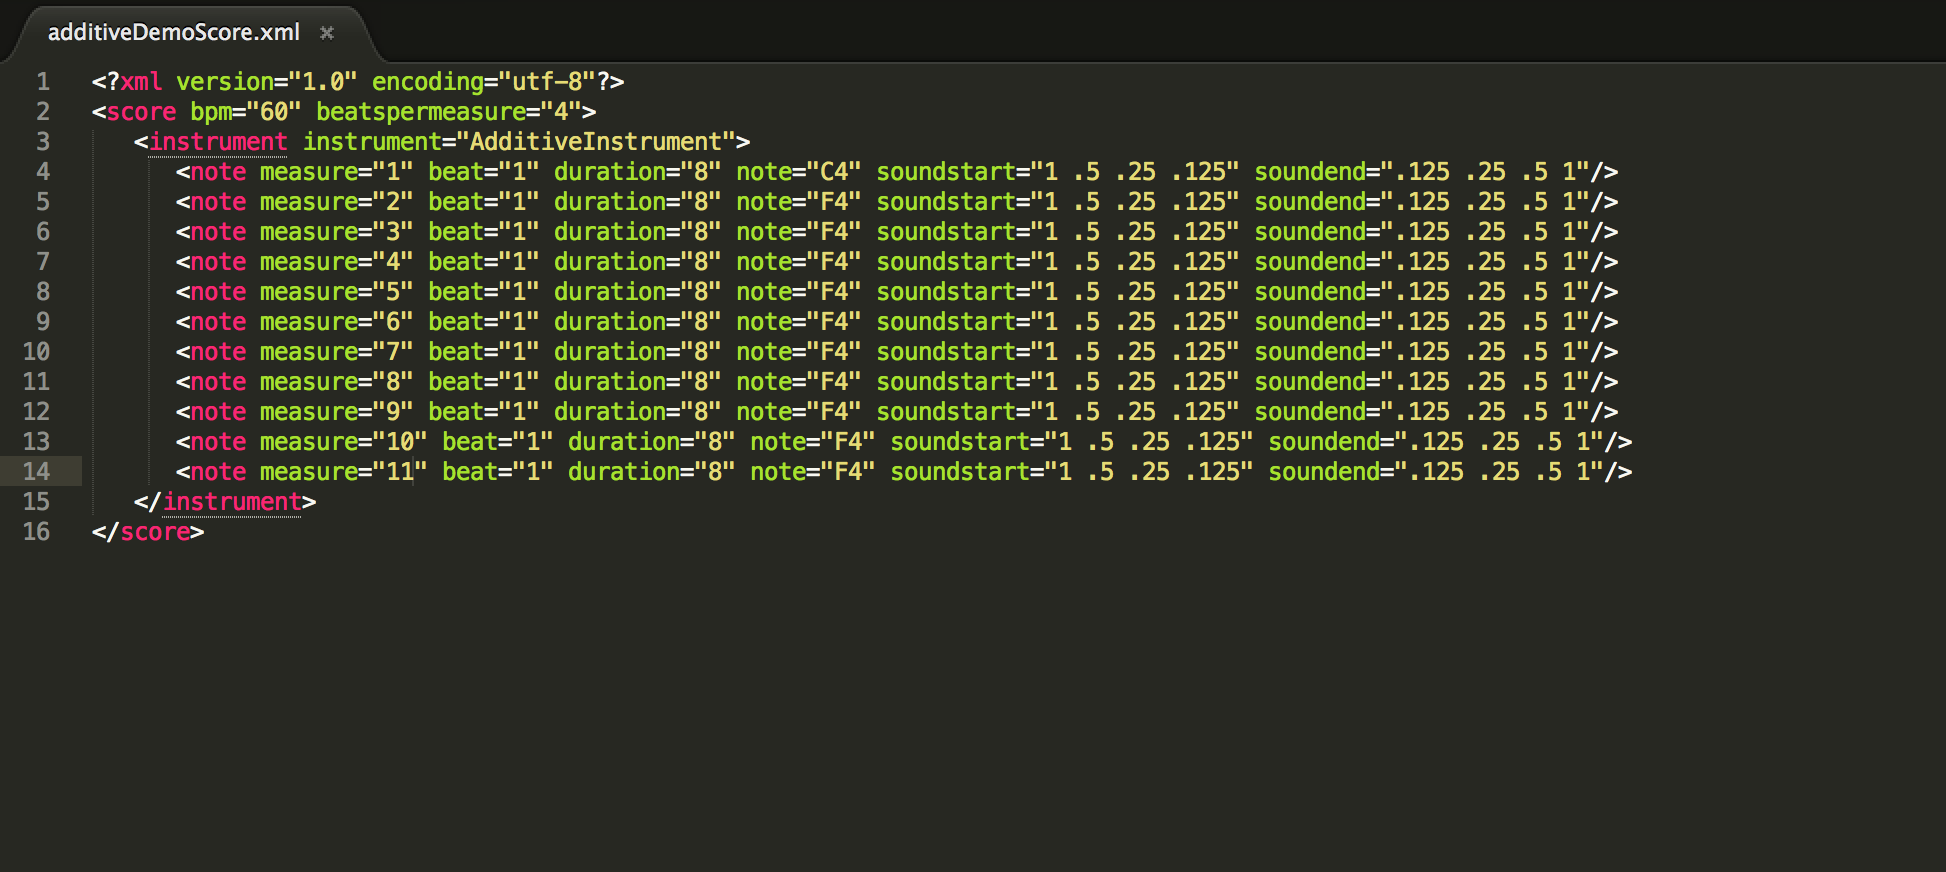 additiveDemoScore.xml ×
1 <?xml version="1.0" encoding="utf-8"?>
2 <score bpm="60" beatspermeasure="4">
3 <instrument instrument="AdditiveInstrument">
4 <note measure="1" beat="1" duration="8" note="C4" soundstart="1 .5 .25 .125" soundend=".125 .25 .5 1"/>
5 <note measure="2" beat="1" duration="8" note="F4" soundstart="1 .5 .25 .125" soundend=".125 .25 .5 1"/>
6 <note measure="3" beat="1" duration="8" note="F4" soundstart="1 .5 .25 .125" soundend=".125 .25 .5 1"/>
7 <note measure="4" beat="1" duration="8" note="F4" soundstart="1 .5 .25 .125" soundend=".125 .25 .5 1"/>
8 <note measure="5" beat="1" duration="8" note="F4" soundstart="1 .5 .25 .125" soundend=".125 .25 .5 1"/>
9 <note measure="6" beat="1" duration="8" note="F4" soundstart="1 .5 .25 .125" soundend=".125 .25 .5 1"/>
10 <note measure="7" beat="1" duration="8" note="F4" soundstart="1 .5 .25 .125" soundend=".125 .25 .5 1"/>
11 <note measure="8" beat="1" duration="8" note="F4" soundstart="1 .5 .25 .125" soundend=".125 .25 .5 1"/>
12 <note measure="9" beat="1" duration="8" note="F4" soundstart="1 .5 .25 .125" soundend=".125 .25 .5 1"/>
13 <note measure="10" beat="1" duration="8" note="F4" soundstart="1 .5 .25 .125" soundend=".125 .25 .5 1"/>
14 <note measure="11" beat="1" duration="8" note="F4" soundstart="1 .5 .25 .125" soundend=".125 .25 .5 1"/>
15 </instrument>
16 </score>